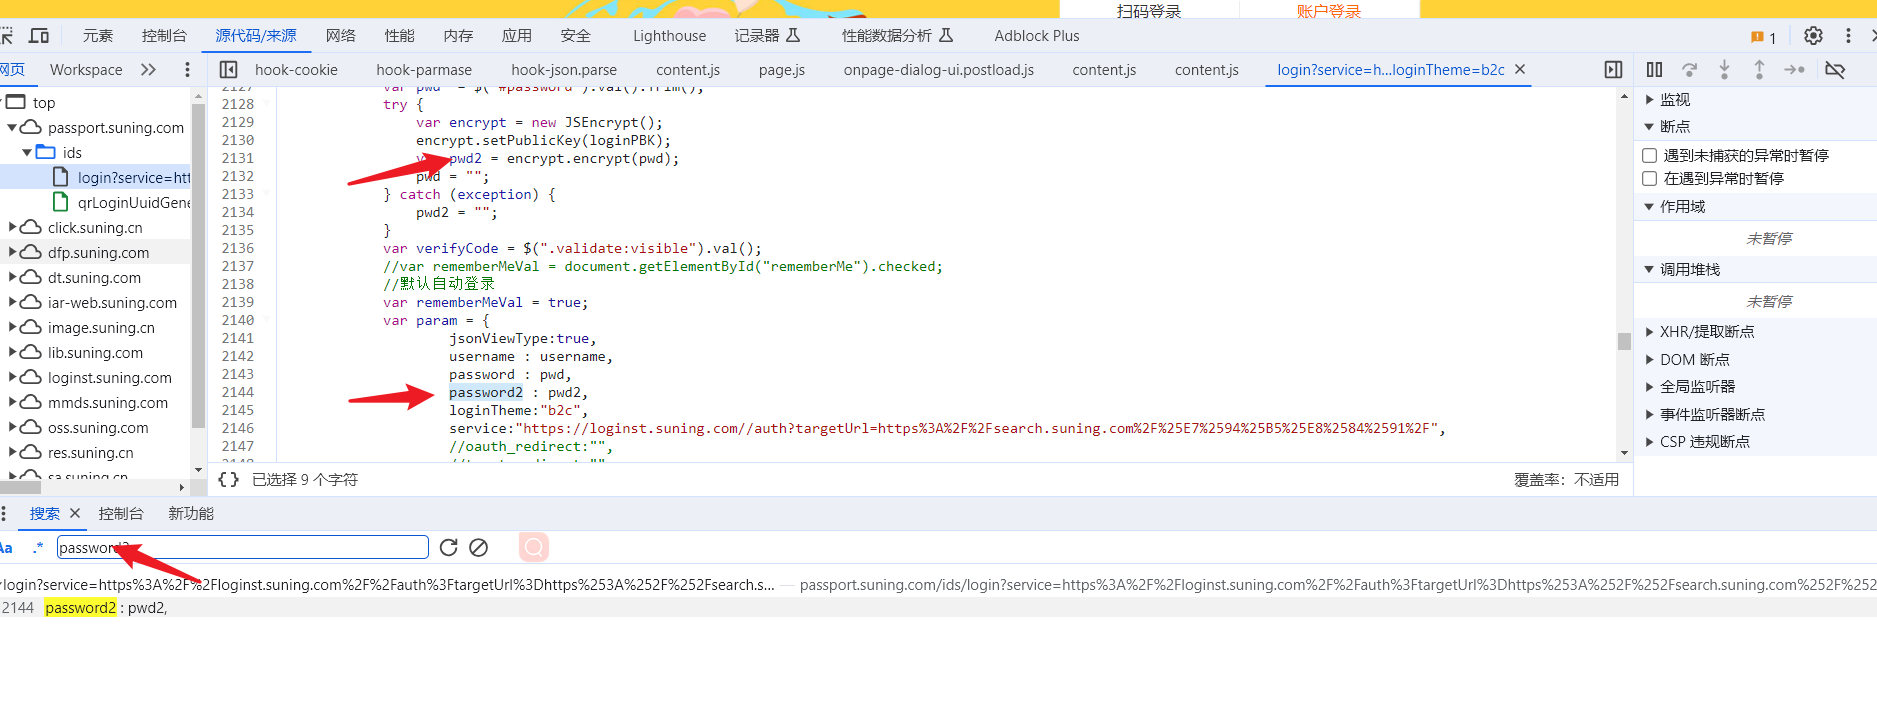 扫码登录 账户登录
元素 控制台 源代码/来源 网络 性能 内存 应用 安全 Lighthouse 记录器 性能数据分析 Adblock Plus 1
网页 Workspace hook-cookie hook-parmase hook-json.parse content.js page.js onpage-dialog-ui.postload.js content.js content.js login?service=h...loginTheme=b2c
top
passport.suning.com
ids
login?service=htt
qrLoginUuidGene
click.suning.cn
dfp.suning.com
dt.suning.com
iar-web.suning.com
image.suning.cn
lib.suning.com
loginst.suning.com
mmds.suning.com
oss.suning.com
res.suning.cn
sa.suning.cn
2127 var pwd = $("#password").val().trim();
2128 try {
2129 var encrypt = new JSEncrypt();
2130 encrypt.setPublicKey(loginPBK);
2131 pwd2 = encrypt.encrypt(pwd);
2132 pwd = "";
2133 } catch (exception) {
2134 pwd2 = "";
2135 }
2136 var verifyCode = $(".validate:visible").val();
2137 //var rememberMeVal = document.getElementById("rememberMe").checked;
2138 //默认自动登录
2139 var rememberMeVal = true;
2140 var param = {
2141 jsonViewType:true,
2142 username : username,
2143 password : pwd,
2144 password2 : pwd2,
2145 loginTheme:"b2c",
2146 service:"https://loginst.suning.com//auth?targetUrl=https%3A%2F%2Fsearch.suning.com%2F%25E7%2594%25B5%25E8%2584%2591%2F",
2147 //oauth_redirect:"",
{} 已选择 9 个字符 覆盖率：不适用
监视
断点
遇到未捕获的异常时暂停
在遇到异常时暂停
作用域
未暂停
调用堆栈
未暂停
XHR/提取断点
DOM 断点
全局监听器
事件监听器断点
CSP 违规断点
搜索 控制台 新功能
Aa .* password2
login?service=https%3A%2F%2Floginst.suning.com%2F%2Fauth%3FtargetUrl%3Dhttps%253A%252F%252Fsearch.s... — passport.suning.com/ids/login?service=https%3A%2F%2Floginst.suning.com%2F%2Fauth%3FtargetUrl%3Dhttps%253A%252F%252Fsearch.suning.com%252F%252
2144 password2 : pwd2,